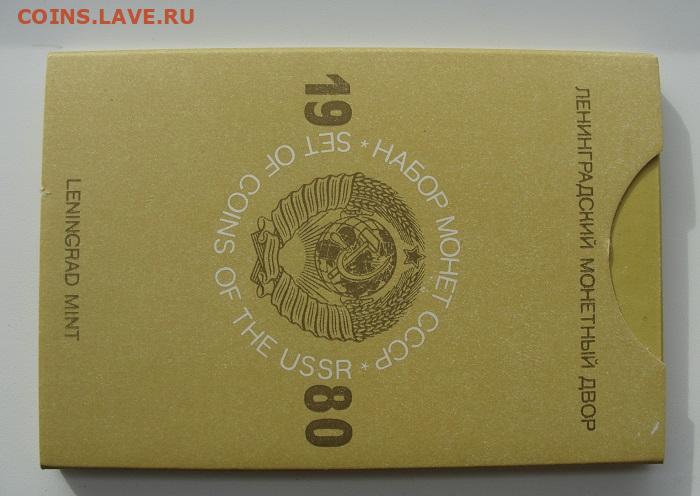 COINS.LAVE.RU
ЛЕНИНГРАДСКИЙ МОНЕТНЫЙ ДВОР
19
* НАБОР МОНЕТ СССР *
SET OF COINS OF THE USSR
80
LENINGRAD MINT